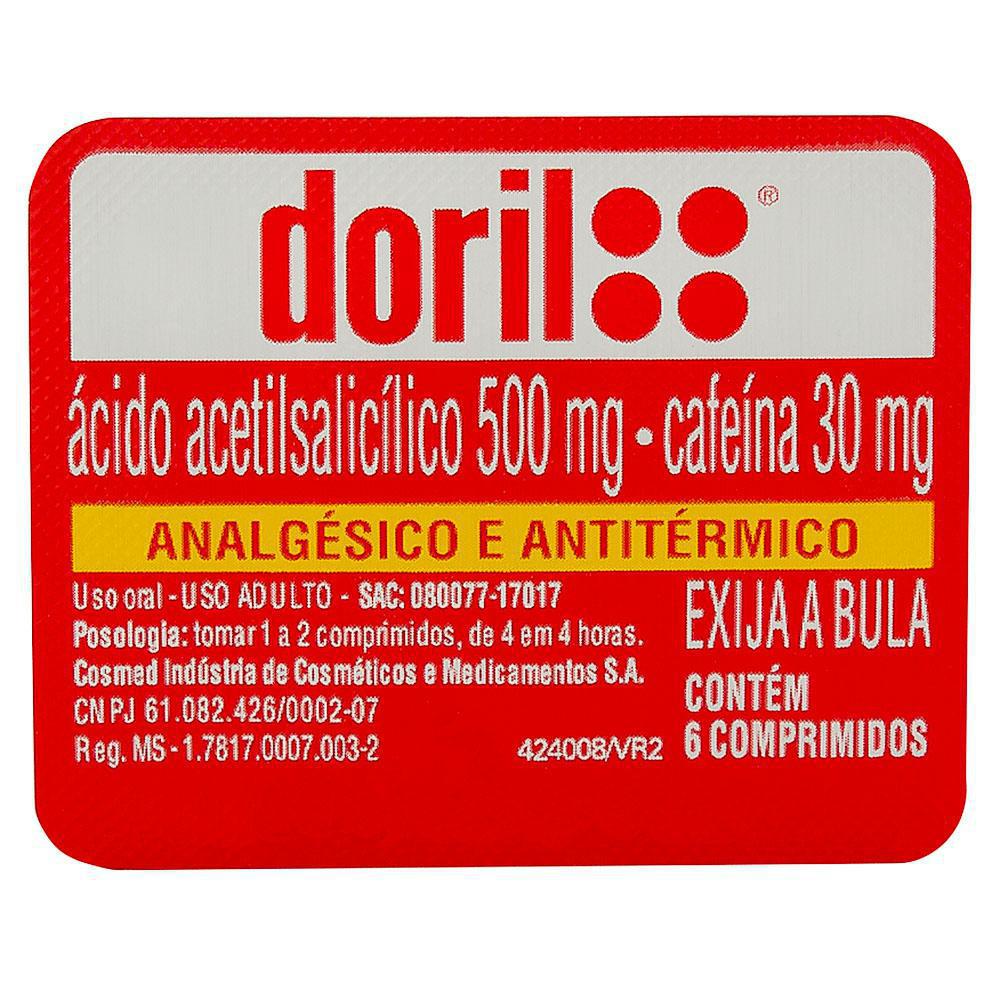 doril®
ácido acetilsalicílico 500 mg • cafeína 30 mg
ANALGÉSICO E ANTITÉRMICO
Uso oral - USO ADULTO - SAC: 080077-17017
Posologia: tomar 1 a 2 comprimidos, de 4 em 4 horas.
Cosmed Indústria de Cosméticos e Medicamentos S.A.
CNPJ 61.082.426/0002-07
Reg. MS - 1.7817.0007.003-2
424008/VR2
EXIJA A BULA
CONTÉM
6 COMPRIMIDOS